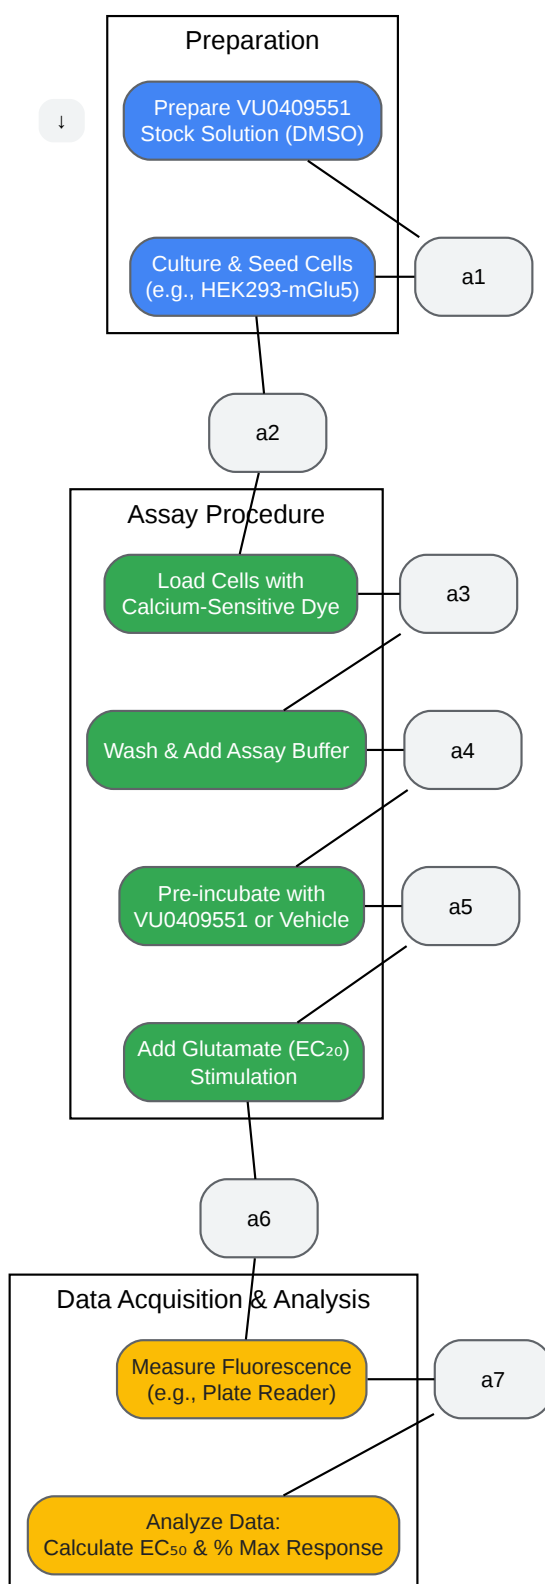 Preparation
↓
Prepare VU0409551
Stock Solution (DMSO)
Culture & Seed Cells
(e.g., HEK293-mGlu5)
a1
a2
Assay Procedure
Load Cells with
Calcium-Sensitive Dye
a3
Wash & Add Assay Buffer
a4
Pre-incubate with
VU0409551 or Vehicle
a5
Add Glutamate (EC₂₀)
Stimulation
a6
Data Acquisition & Analysis
Measure Fluorescence
(e.g., Plate Reader)
a7
Analyze Data:
Calculate EC₅₀ & % Max Response